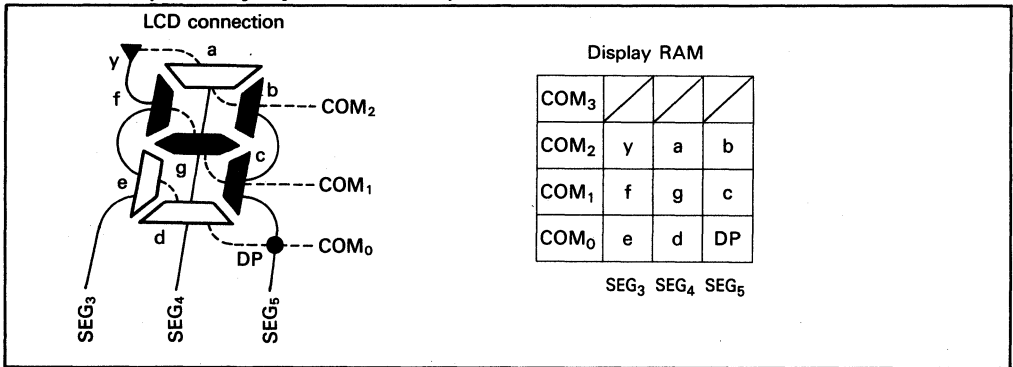 LCD connection
y
a
b
f
COM₂
g
c
e
COM₁
d
DP
COM₀
SEG₃
SEG₄
SEG₅
Display RAM
COM₃
COM₂ y a b
COM₁ f g c
COM₀ e d DP
SEG₃ SEG₄ SEG₅